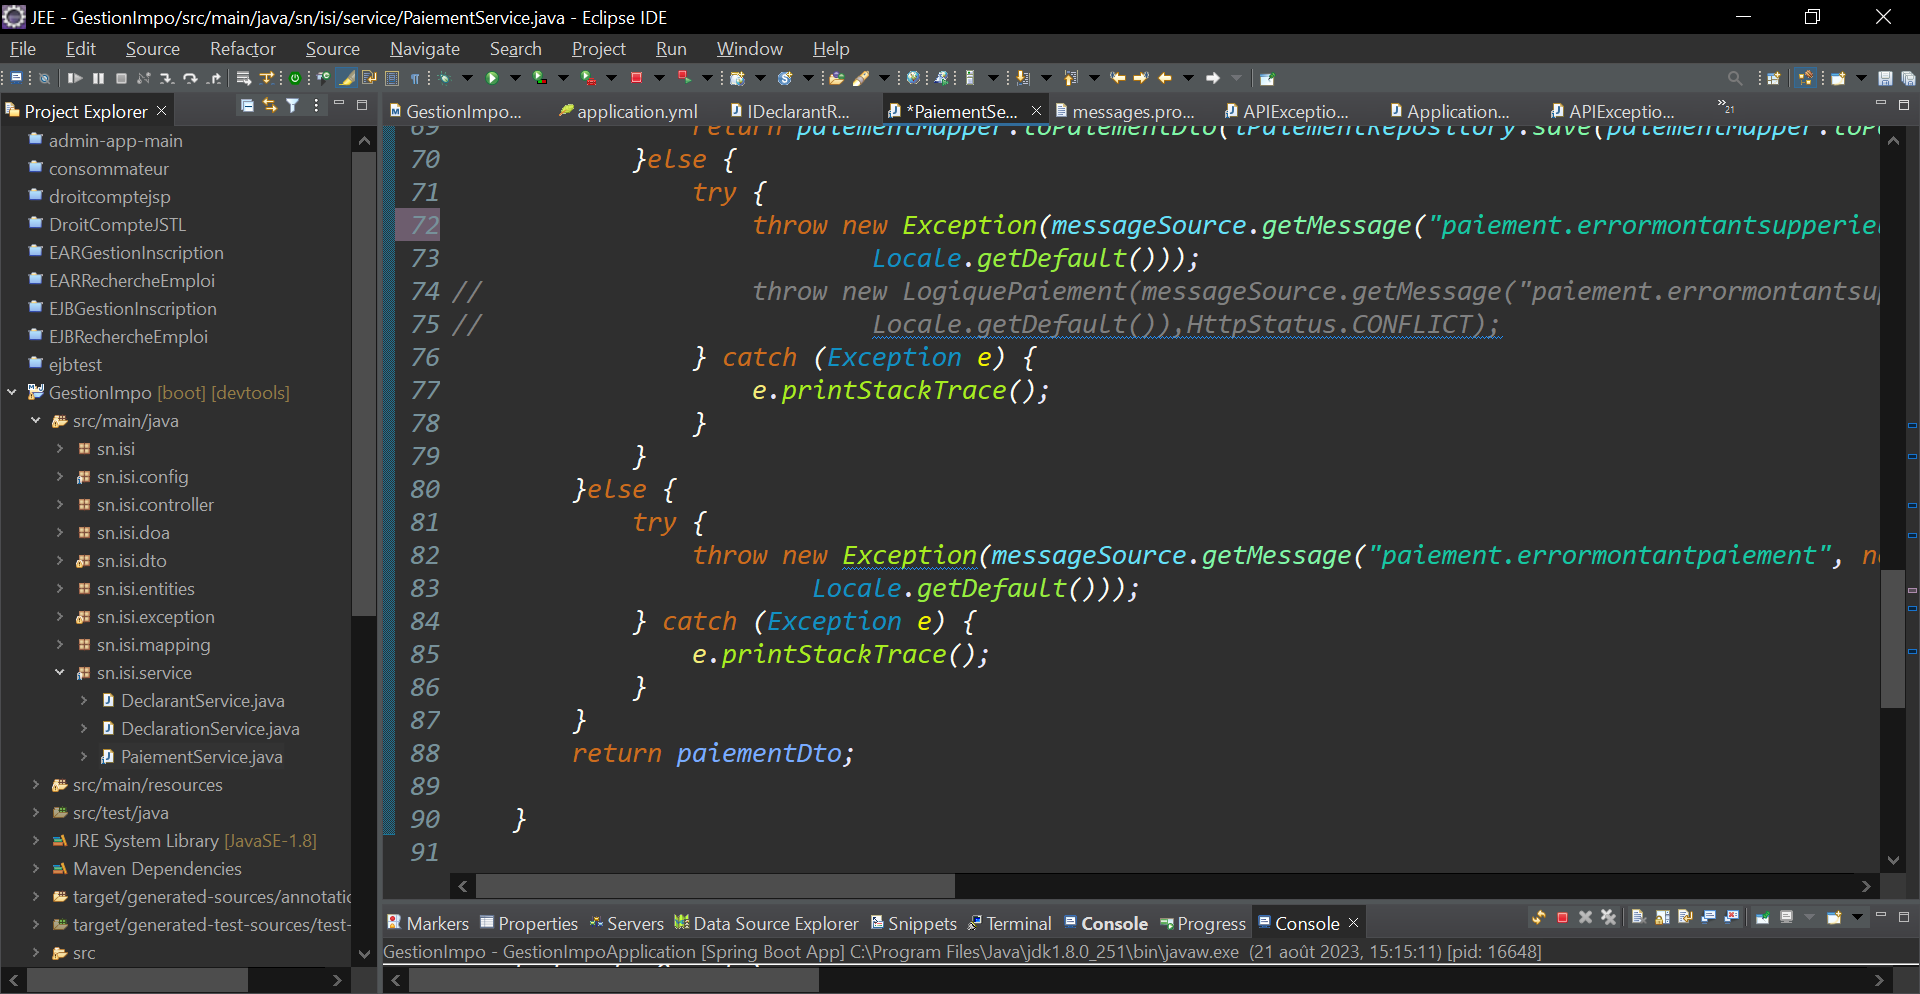 JEE - GestionImpo/src/main/java/sn/isi/service/PaiementService.java - Eclipse IDE
File Edit Source Refactor Source Navigate Search Project Run Window Help
Project Explorer
GestionImpo... application.yml IDeclarantR... *PaiementSe... messages.pro... APIExceptio... Application... APIExceptio... 21
admin-app-main
consommateur
droitcomptejsp
DroitCompteJSTL
EARGestionInscription
EARRechercheEmploi
EJBGestionInscription
EJBRechercheEmploi
ejbtest
GestionImpo [boot] [devtools]
src/main/java
sn.isi
sn.isi.config
sn.isi.controller
sn.isi.doa
sn.isi.dto
sn.isi.entities
sn.isi.exception
sn.isi.mapping
sn.isi.service
DeclarantService.java
DeclarationService.java
PaiementService.java
src/main/resources
src/test/java
JRE System Library [JavaSE-1.8]
Maven Dependencies
target/generated-sources/annotatic
target/generated-test-sources/test-
src
69 return paiementMapper.toPaiementDto(iPaiementRepository.save(paiementMapper.toPa
70 }else {
71 try {
72 throw new Exception(messageSource.getMessage("paiement.errormontantsupperie
73 Locale.getDefault()));
74 // throw new LogiquePaiement(messageSource.getMessage("paiement.errormontantsup
75 // Locale.getDefault()),HttpStatus.CONFLICT);
76 } catch (Exception e) {
77 e.printStackTrace();
78 }
79 }
80 }else {
81 try {
82 throw new Exception(messageSource.getMessage("paiement.errormontantpaiement", n
83 Locale.getDefault()));
84 } catch (Exception e) {
85 e.printStackTrace();
86 }
87 }
88 return paiementDto;
89
90 }
91
Markers Properties Servers Data Source Explorer Snippets Terminal Console Progress Console
GestionImpo - GestionImpoApplication [Spring Boot App] C:\Program Files\Java\jdk1.8.0_251\bin\javaw.exe (21 août 2023, 15:15:11) [pid: 16648]